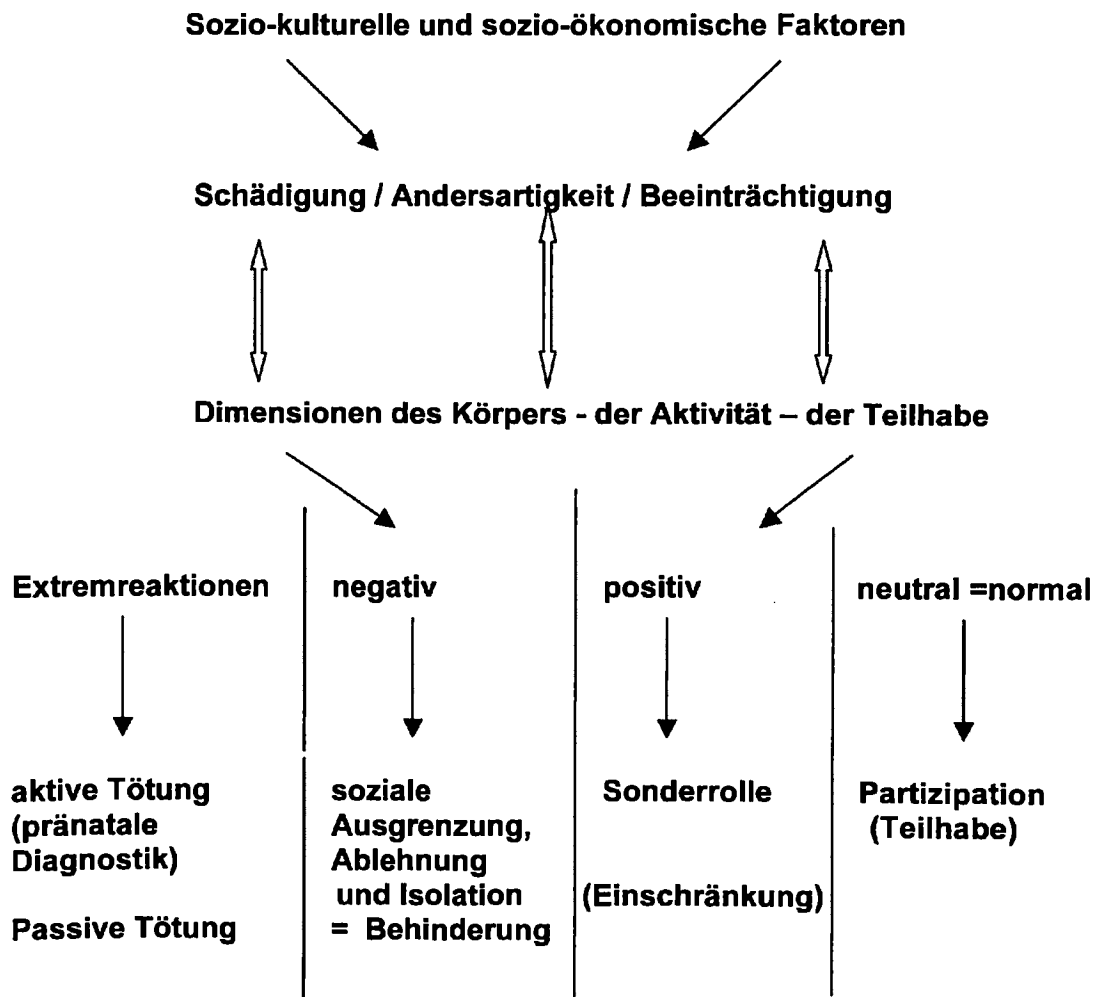 Sozio-kulturelle und sozio-ökonomische Faktoren
Schädigung / Andersartigkeit / Beeinträchtigung
Dimensionen des Körpers - der Aktivität – der Teilhabe
Extremreaktionen
negativ
positiv
neutral =normal
aktive Tötung
(pränatale
Diagnostik)
Passive Tötung
soziale
Ausgrenzung,
Ablehnung
und Isolation
= Behinderung
Sonderrolle
(Einschränkung)
Partizipation
(Teilhabe)